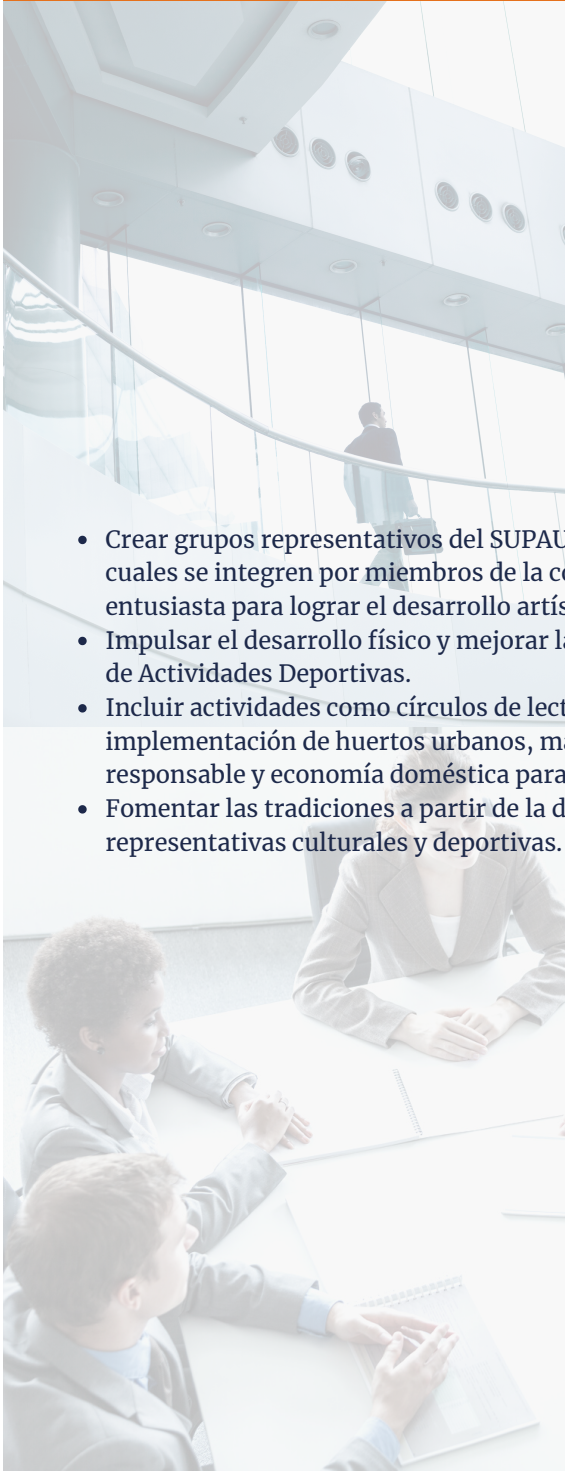 • Crear grupos representativos del SUPAU
cuales se integren por miembros de la co
entusiasta para lograr el desarrollo artís
• Impulsar el desarrollo físico y mejorar la
de Actividades Deportivas.
• Incluir actividades como círculos de lect
implementación de huertos urbanos, ma
responsable y economía doméstica para
• Fomentar las tradiciones a partir de la d
representativas culturales y deportivas.